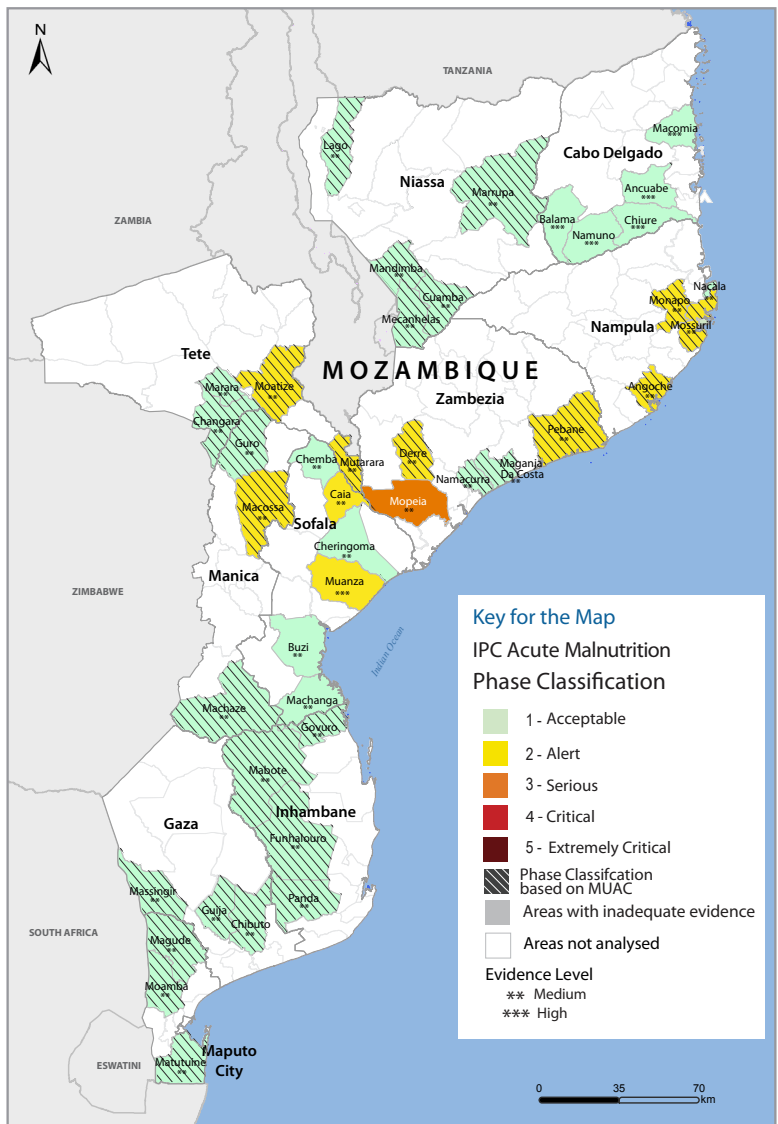 N
TANZANIA
Macomia
***
Cabo Delgado
Lago
**
Niassa
Marrupa
**
Ancuabe
***
Balama
***
Chiure
***
Namuno
***
ZAMBIA
Mandimba
Cuamba
**
Mecanhelas
**
Nacala
**
Monapo
**
Nampula
Mossuril
**
Tete
MOZAMBIQUE
Marara
**
Moatize
**
Zambezia
Angoche
**
Changara
**
Guro
**
Pebane
**
Chemba
**
Mutarara
**
Derre
**
Maganja
Da Costa
**
Namacurra
**
Caia
**
Mopeia
**
Macossa
**
Sofala
Cheringoma
**
Manica
Muanza
***
ZIMBABWE
Buzi
**
Indian Ocean
Machaze
**
Machanga
**
Govuro
**
Mabote
**
Gaza
Inhambane
Funhalouro
**
Massingir
**
Panda
**
Guija
**
Chibuto
**
SOUTH AFRICA
Magude
**
Moamba
**
ESWATINI
Matutuine
**
Maputo
City
Key for the Map
IPC Acute Malnutrition
Phase Classification
1 - Acceptable
2 - Alert
3 - Serious
4 - Critical
5 - Extremely Critical
Phase Classifcation
based on MUAC
Areas with inadequate evidence
Areas not analysed
Evidence Level
** Medium
*** High
0 35 70
km